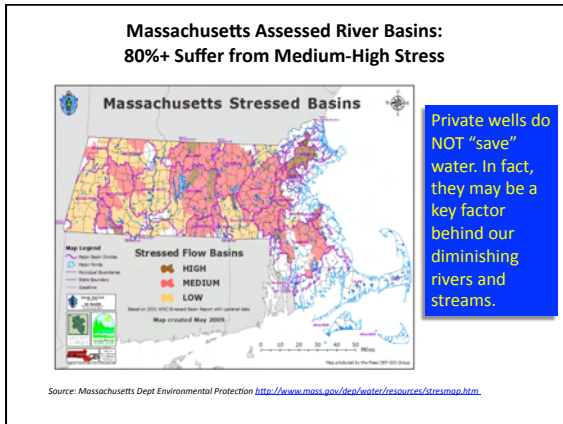 Massachusetts Assessed River Basins:
80%+ Suffer from Medium-High Stress
Massachusetts Stressed Basins
Private wells do
NOT “save”
water. In fact,
they may be a
key factor
behind our
diminishing
rivers and
streams.
Map Legend
Major Basin Divides
Major Ponds
Municipal Boundaries
State Boundary
Coastline
Stressed Flow Basins
HIGH
MEDIUM
LOW
Based on 2001 WRC Stressed Basin Report with updated data
Map created May 2009
0 10 20 30 40 50
Miles
Map produced by the Mass DEP GIS Group
Source: Massachusetts Dept Environmental Protection http://www.mass.gov/dep/water/resources/stresmap.htm